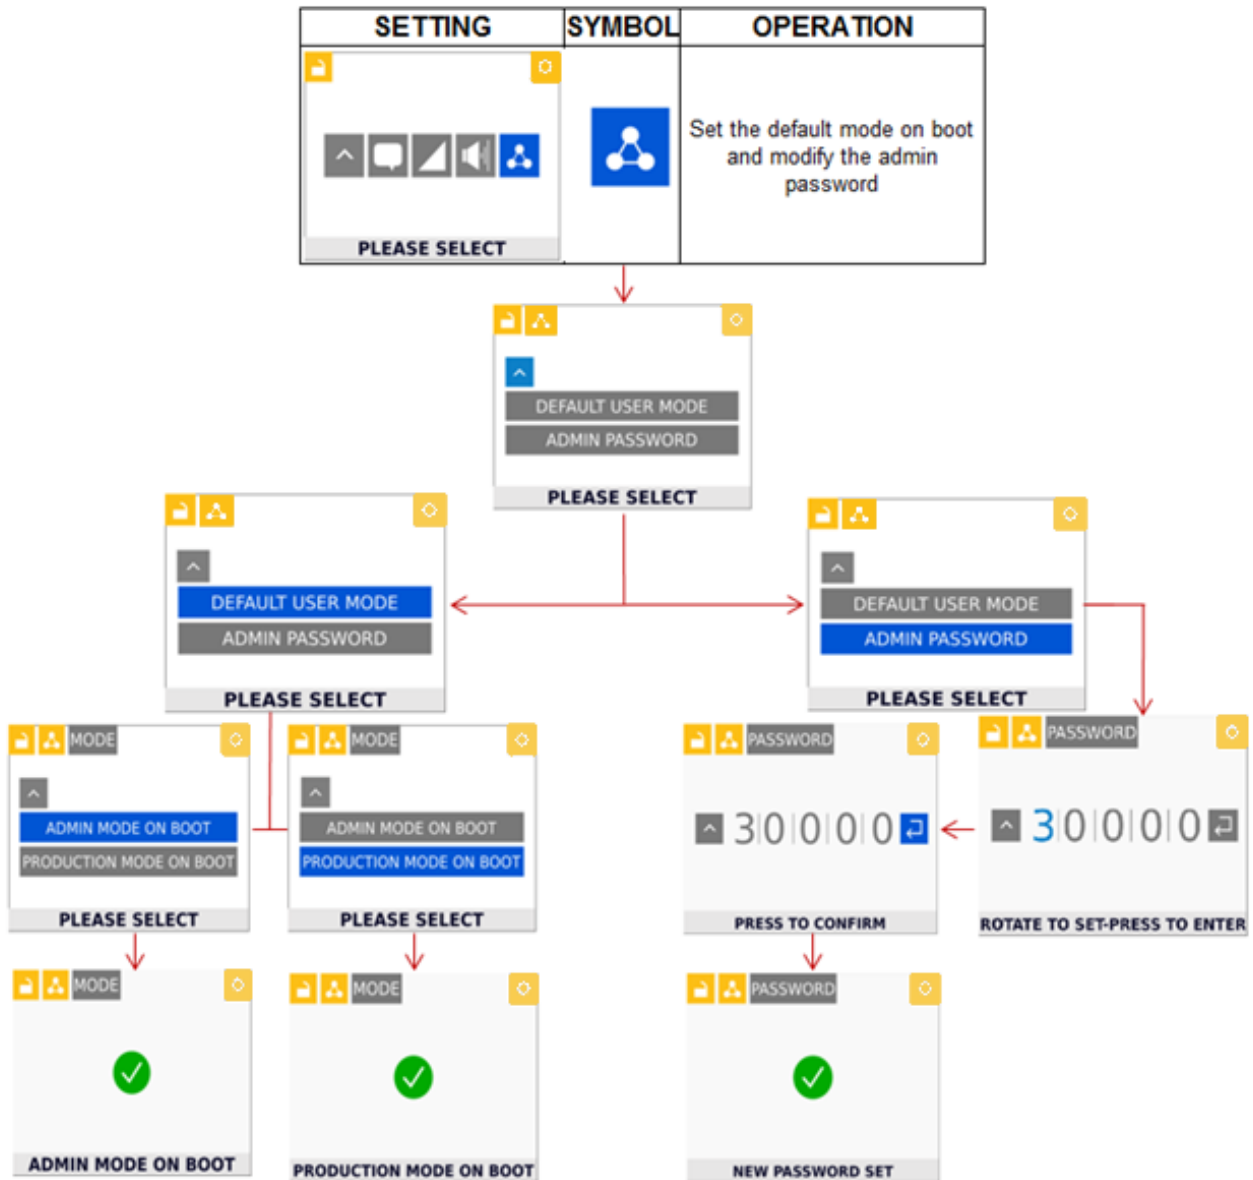 SETTING SYMBOL OPERATION
Set the default mode on boot
and modify the admin
password
PLEASE SELECT
DEFAULT USER MODE
ADMIN PASSWORD
PLEASE SELECT
DEFAULT USER MODE
ADMIN PASSWORD
PLEASE SELECT
DEFAULT USER MODE
ADMIN PASSWORD
PLEASE SELECT
MODE
ADMIN MODE ON BOOT
PRODUCTION MODE ON BOOT
PLEASE SELECT
MODE
ADMIN MODE ON BOOT
PRODUCTION MODE ON BOOT
PLEASE SELECT
PASSWORD
3|0|0|0|0
PRESS TO CONFIRM
PASSWORD
3|0|0|0|0
ROTATE TO SET-PRESS TO ENTER
MODE
ADMIN MODE ON BOOT
MODE
PRODUCTION MODE ON BOOT
PASSWORD
NEW PASSWORD SET